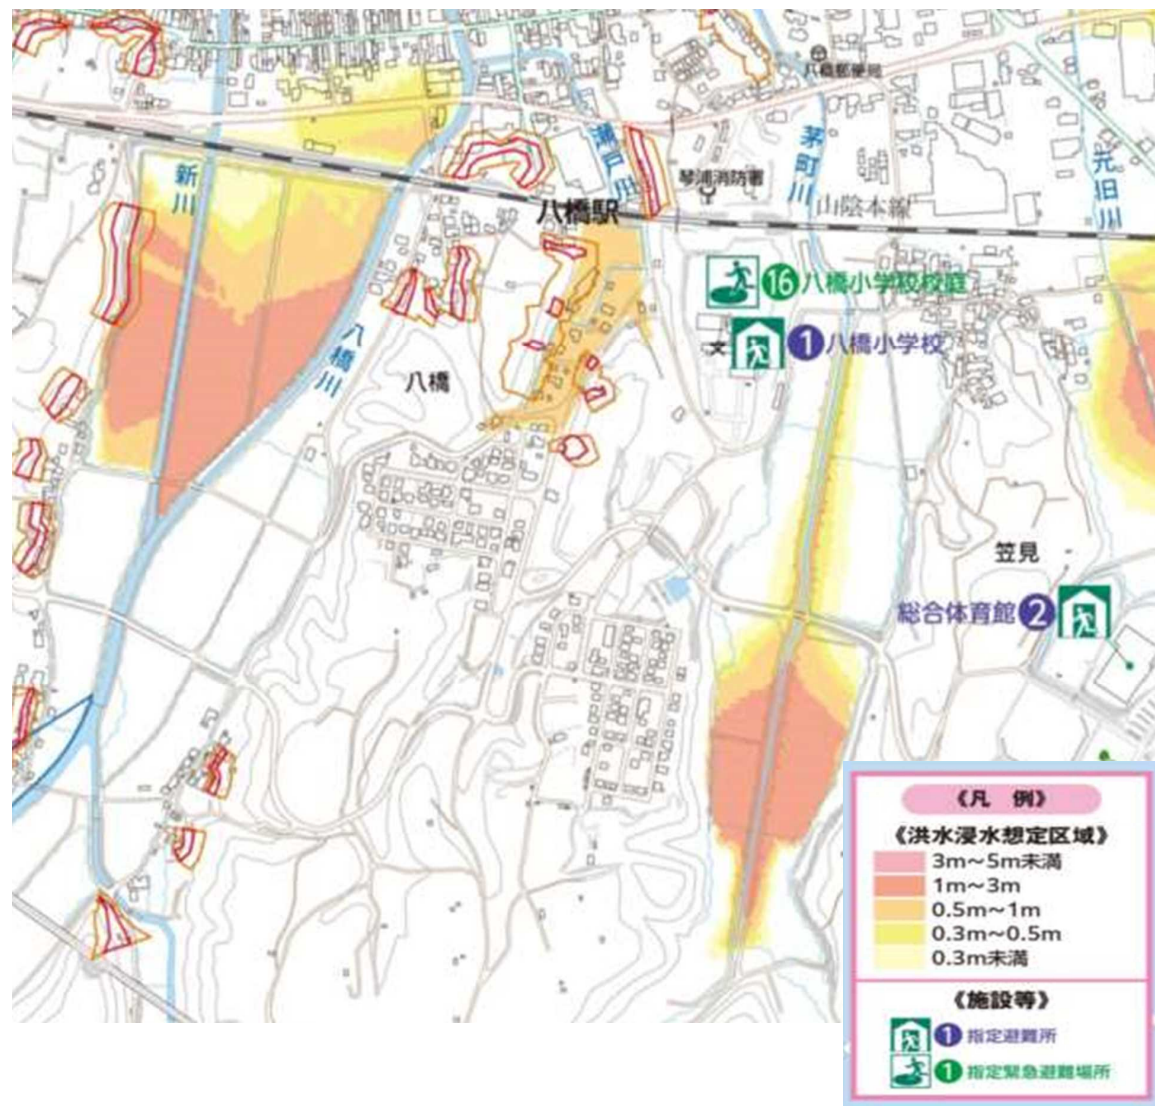 八橋郵便局
新川
瀬戸川
茅町川
元旧川
琴浦消防署
八橋駅
山陰本線
16 八橋小学校校庭
文
1 八橋小学校
八橋川
八橋
笠見
総合体育館 2
《凡 例》
《洪水浸水想定区域》
3m～5m未満
1m～3m
0.5m～1m
0.3m～0.5m
0.3m未満
《施設等》
1 指定避難所
1 指定緊急避難場所